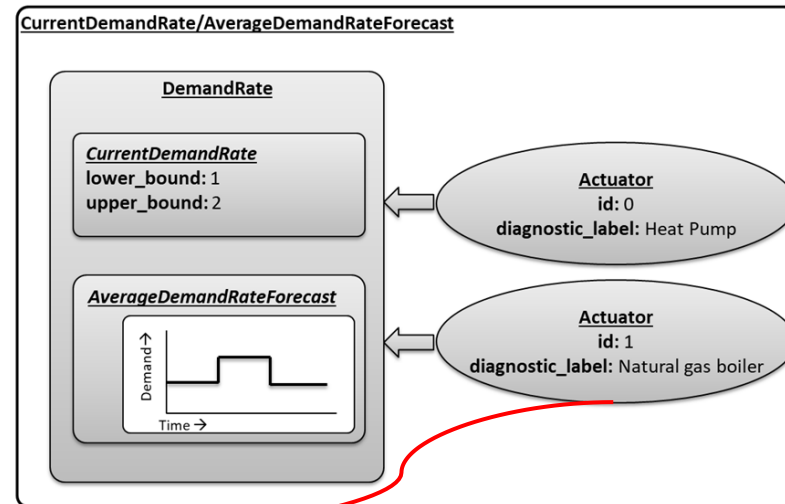 CurrentDemandRate/AverageDemandRateForecast
DemandRate
CurrentDemandRate
lower_bound: 1
upper_bound: 2
Actuator
id: 0
diagnostic_label: Heat Pump
AverageDemandRateForecast
Demand →
Time →
Actuator
id: 1
diagnostic_label: Natural gas boiler